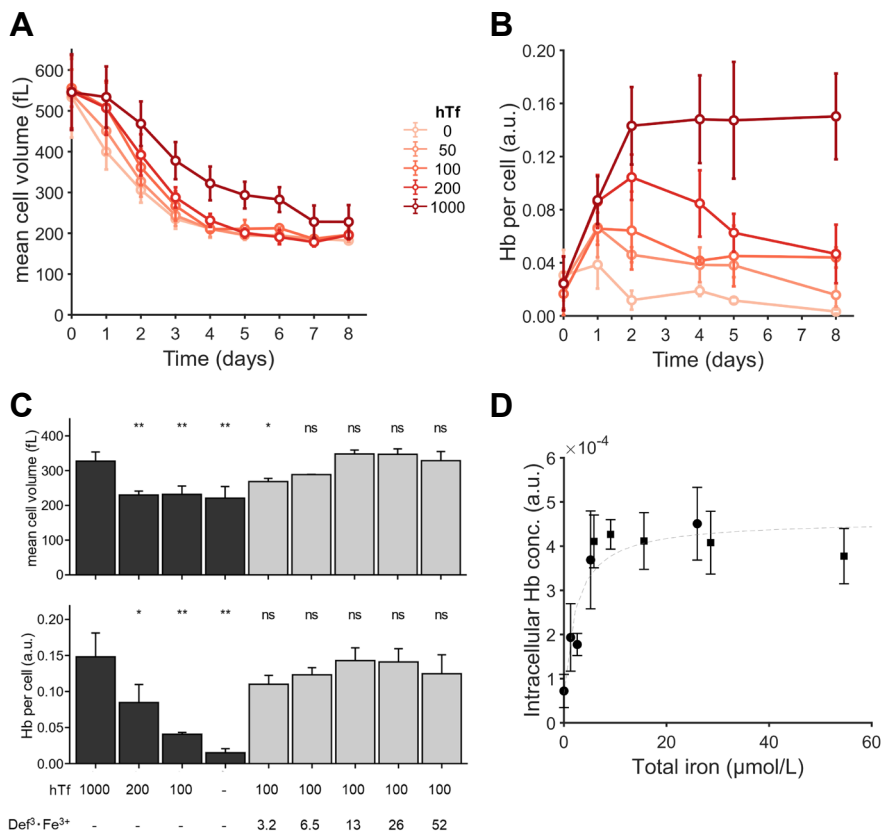 A
mean cell volume (fL)
600
500
400
300
200
100
0
0 1 2 3 4 5 6 7 8
Time (days)
hTf
0
50
100
200
1000
B
Hb per cell (a.u.)
0.20
0.16
0.12
0.08
0.04
0.00
0 1 2 3 4 5 6 7 8
Time (days)
C
mean cell volume (fL)
400
300
200
100
0
** ** ** * ns ns ns ns
Hb per cell (a.u.)
0.20
0.15
0.10
0.05
0.00
* ** ** ns ns ns ns ns
hTf 1000 200 100 - 100 100 100 100 100
Def³·Fe³⁺ - - - - 3.2 6.5 13 26 52
D
×10⁻⁴
Intracellular Hb conc. (a.u.)
6
5
4
3
2
1
0
0 20 40 60
Total iron (µmol/L)